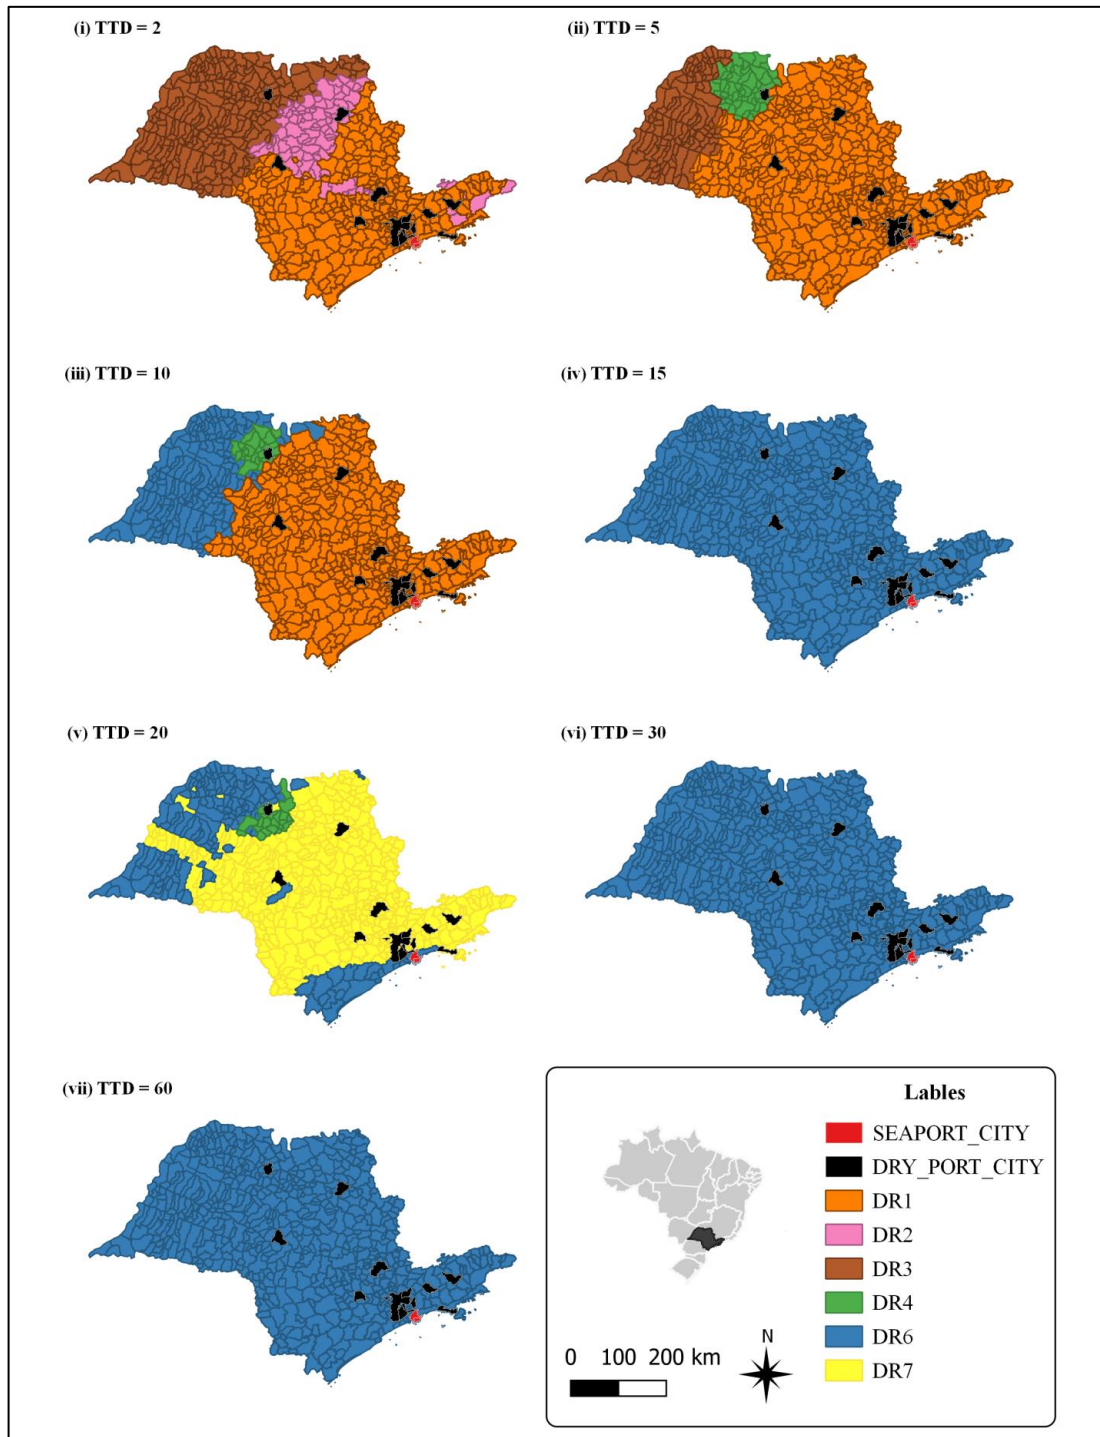 (i) TTD = 2
(ii) TTD = 5
(iii) TTD = 10
(iv) TTD = 15
(v) TTD = 20
(vi) TTD = 30
(vii) TTD = 60
Lables
SEAPORT_CITY
DRY_PORT_CITY
DR1
DR2
DR3
DR4
DR6
DR7
N
0 100 200 km